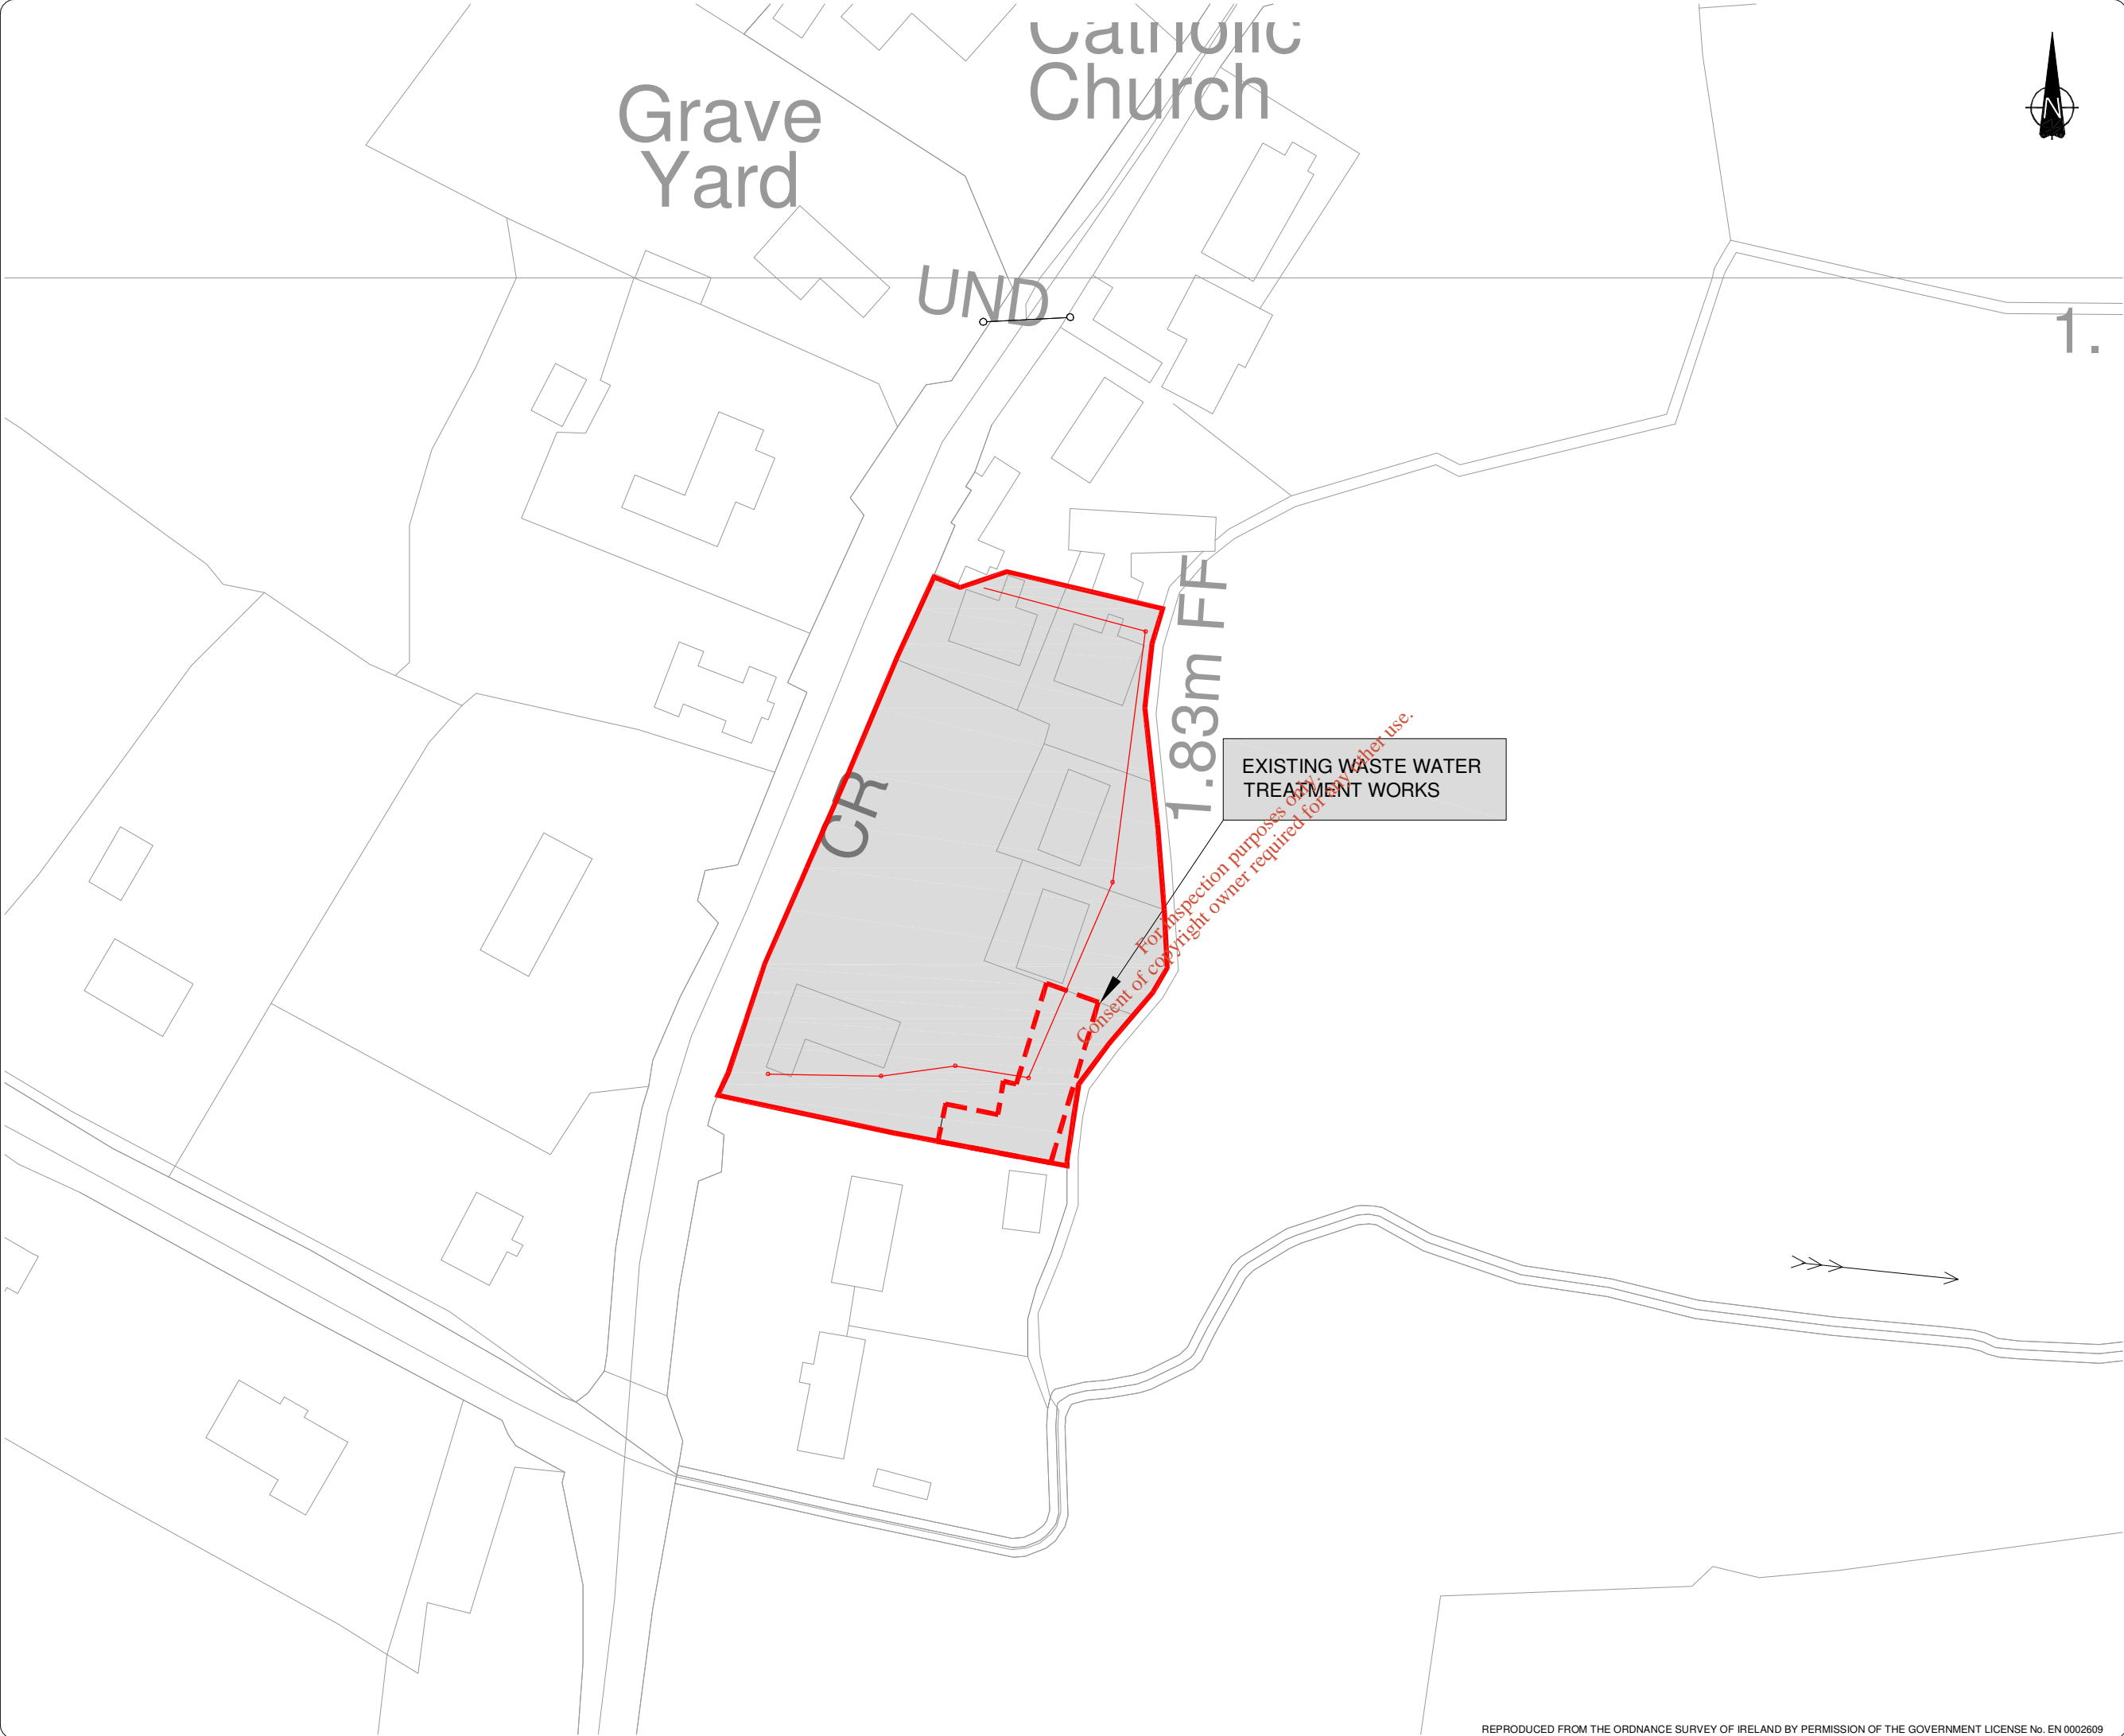 Catholic
Church
Grave
Yard
N
UND
1.
1.83m FF
CR
EXISTING WASTE WATER
TREATMENT WORKS
For inspection purposes only.
Consent of copyright owner required for any other use.
REPRODUCED FROM THE ORDNANCE SURVEY OF IRELAND BY PERMISSION OF THE GOVERNMENT LICENSE No. EN 0002609